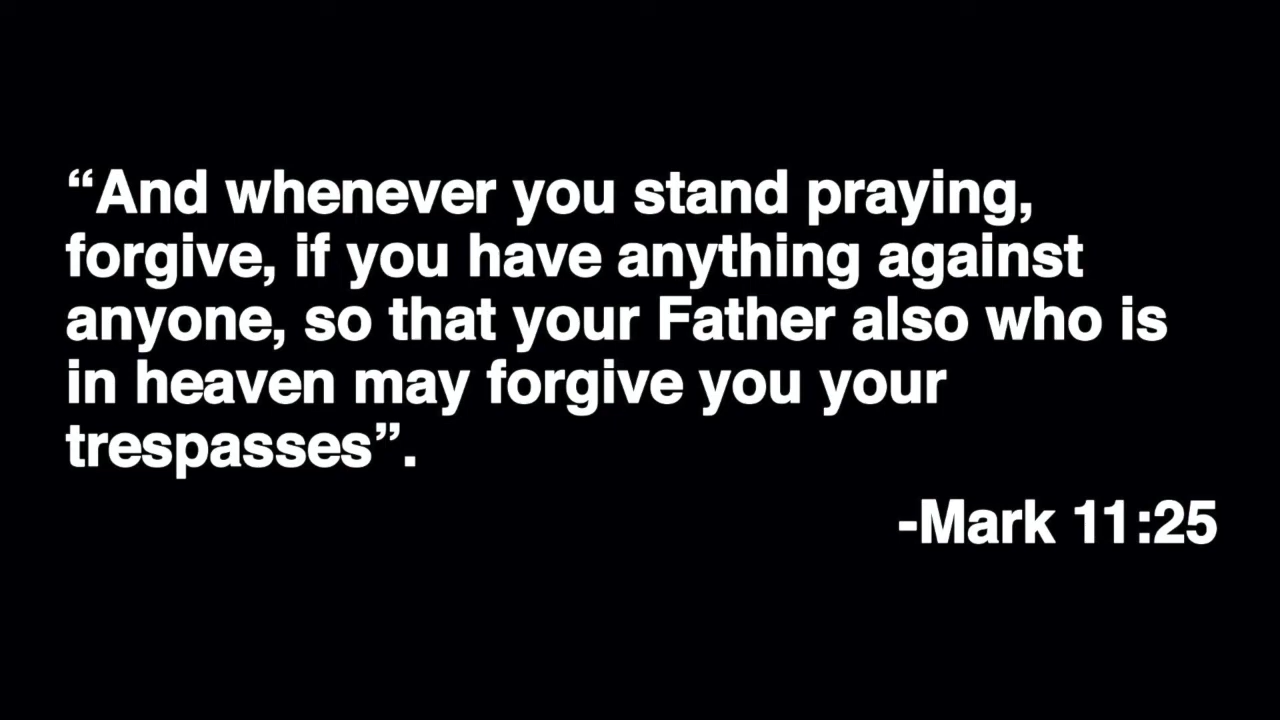 “And whenever you stand praying,
forgive, if you have anything against
anyone, so that your Father also who is
in heaven may forgive you your
trespasses”.
-Mark 11:25